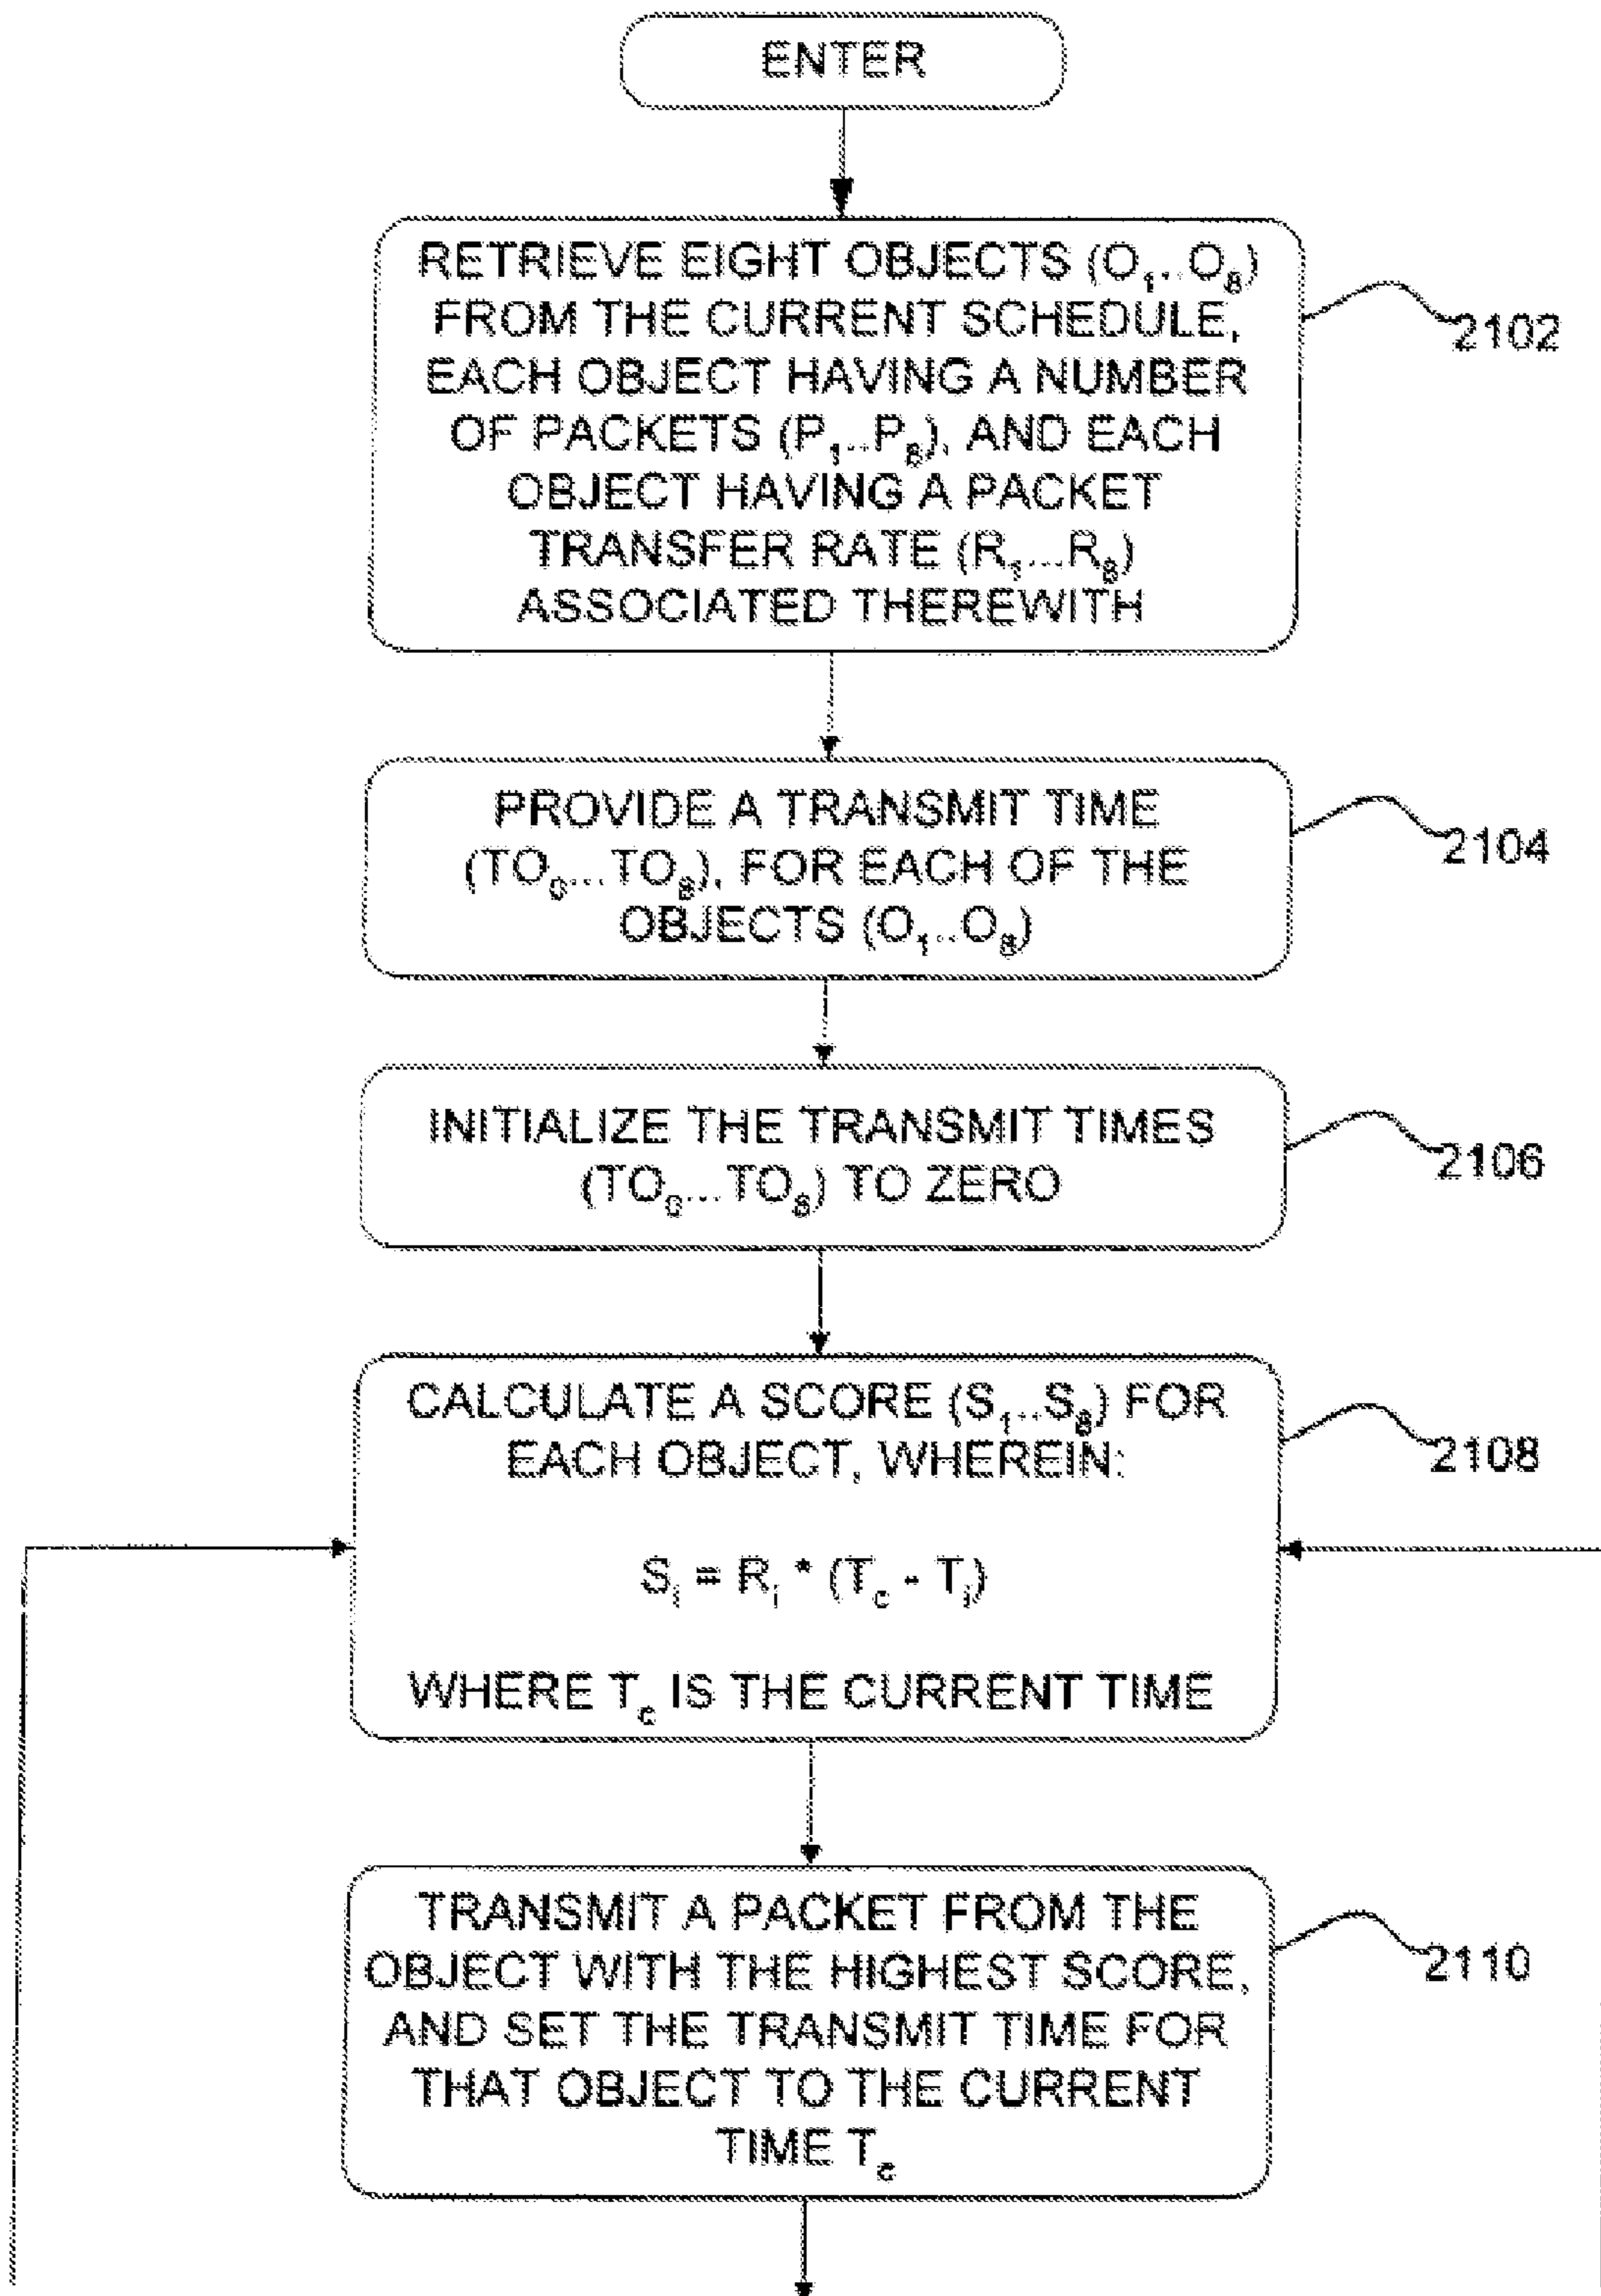 ENTER
RETRIEVE EIGHT OBJECTS (O₁..O₈)
FROM THE CURRENT SCHEDULE,
EACH OBJECT HAVING A NUMBER
OF PACKETS (P₁..P₈), AND EACH
OBJECT HAVING A PACKET
TRANSFER RATE (R₁...R₈)
ASSOCIATED THEREWITH
2102
PROVIDE A TRANSMIT TIME
(TO₀...TO₈), FOR EACH OF THE
OBJECTS (O₁..O₈)
2104
INITIALIZE THE TRANSMIT TIMES
(TO₀...TO₈) TO ZERO
2106
CALCULATE A SCORE (S₁..S₈) FOR
EACH OBJECT, WHEREIN:
Sᵢ = Rᵢ * (T꜀ - Tᵢ)
WHERE T꜀ IS THE CURRENT TIME
2108
TRANSMIT A PACKET FROM THE
OBJECT WITH THE HIGHEST SCORE,
AND SET THE TRANSMIT TIME FOR
THAT OBJECT TO THE CURRENT
TIME T꜀
2110